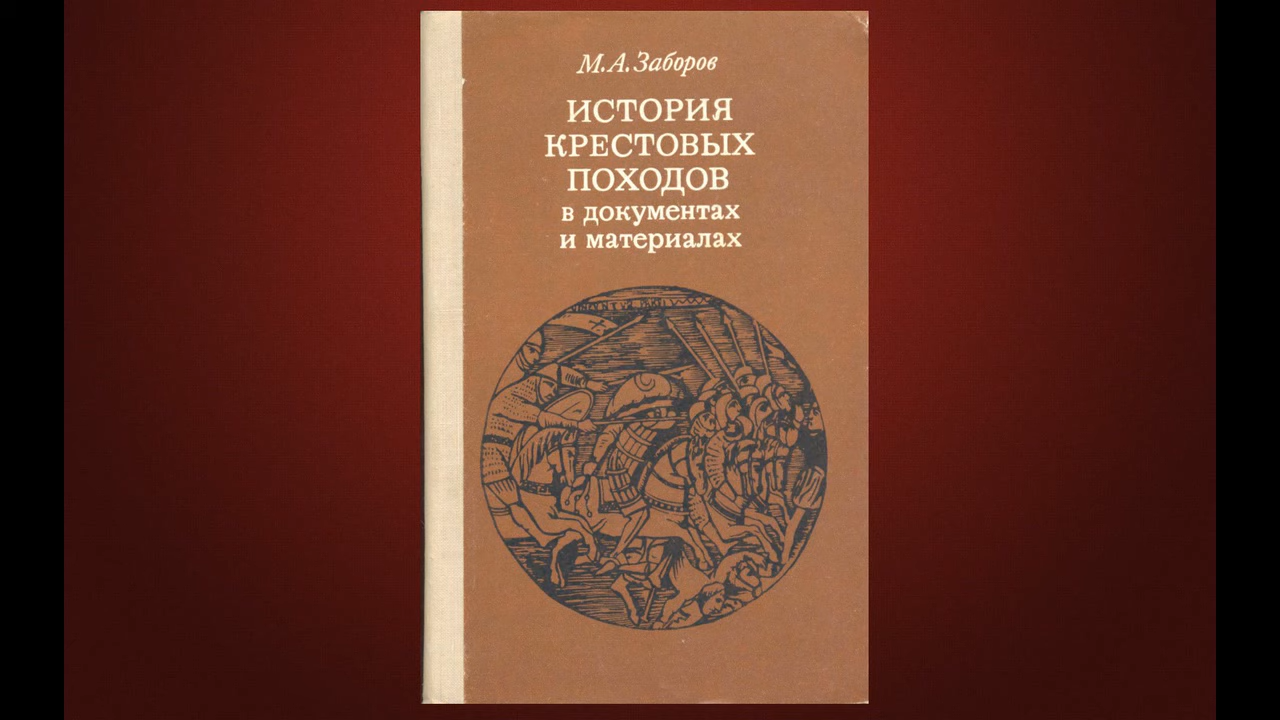 М.А.Заборов
ИСТОРИЯ
КРЕСТОВЫХ
ПОХОДОВ
в документах
и материалах